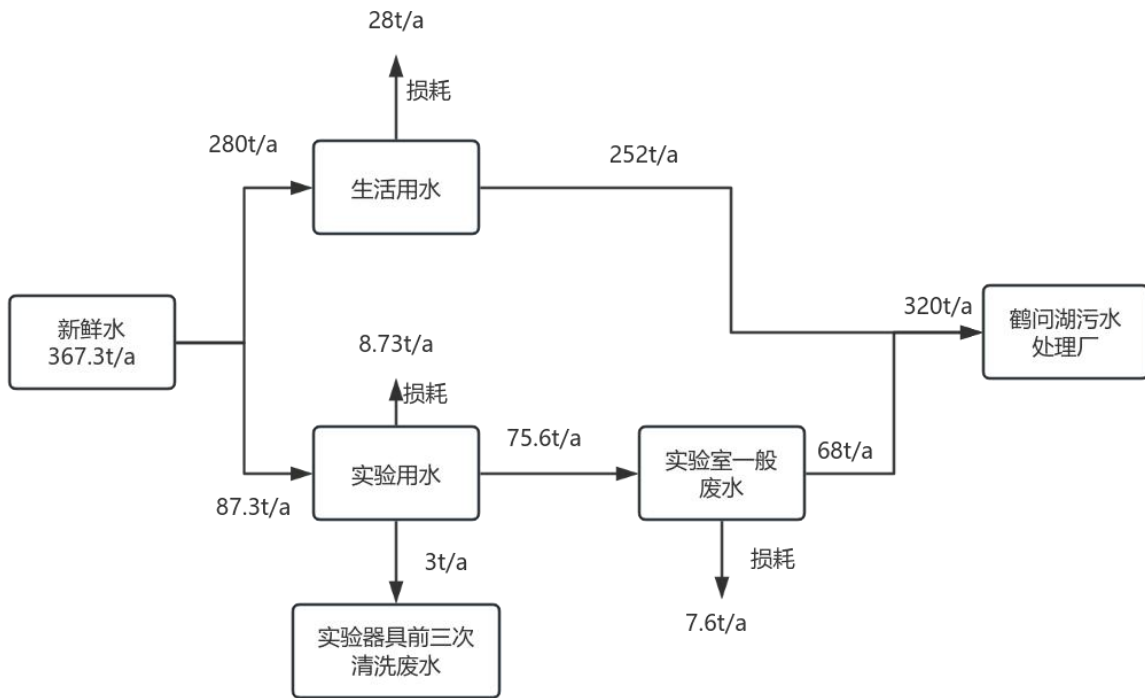 28t/a
损耗
280t/a
252t/a
生活用水
新鲜水
367.3t/a
8.73t/a
损耗
320t/a
鹤问湖污水
处理厂
87.3t/a
实验用水
75.6t/a
实验室一般
废水
68t/a
3t/a
损耗
7.6t/a
实验器具前三次
清洗废水